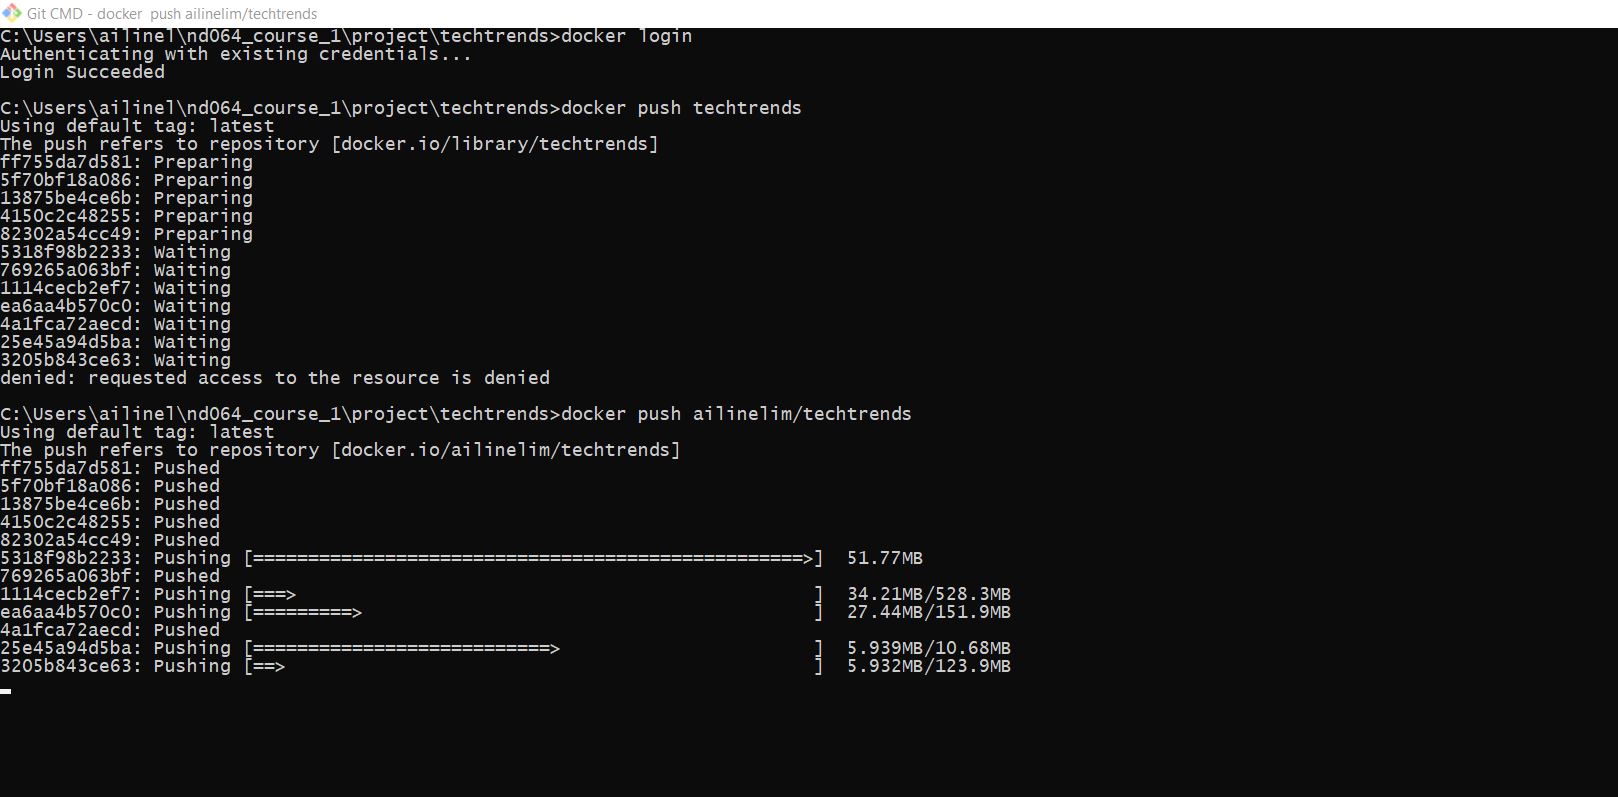 Git CMD - docker  push ailinelim/techtrends
C:\Users\ailinel\nd064_course_1\project\techtrends>docker login
Authenticating with existing credentials...
Login Succeeded
C:\Users\ailinel\nd064_course_1\project\techtrends>docker push techtrends
Using default tag: latest
The push refers to repository [docker.io/library/techtrends]
ff755da7d581: Preparing
5f70bf18a086: Preparing
13875be4ce6b: Preparing
4150c2c48255: Preparing
82302a54cc49: Preparing
5318f98b2233: Waiting
769265a063bf: Waiting
1114cecb2ef7: Waiting
ea6aa4b570c0: Waiting
4a1fca72aecd: Waiting
25e45a94d5ba: Waiting
3205b843ce63: Waiting
denied: requested access to the resource is denied
C:\Users\ailinel\nd064_course_1\project\techtrends>docker push ailinelim/techtrends
Using default tag: latest
The push refers to repository [docker.io/ailinelim/techtrends]
ff755da7d581: Pushed
5f70bf18a086: Pushed
13875be4ce6b: Pushed
4150c2c48255: Pushed
82302a54cc49: Pushed
5318f98b2233: Pushing [==================================================>]  51.77MB
769265a063bf: Pushed
1114cecb2ef7: Pushing [===>                                               ]  34.21MB/528.3MB
ea6aa4b570c0: Pushing [=========>                                         ]  27.44MB/151.9MB
4a1fca72aecd: Pushed
25e45a94d5ba: Pushing [===========================>                       ]  5.939MB/10.68MB
3205b843ce63: Pushing [==>                                                ]  5.932MB/123.9MB